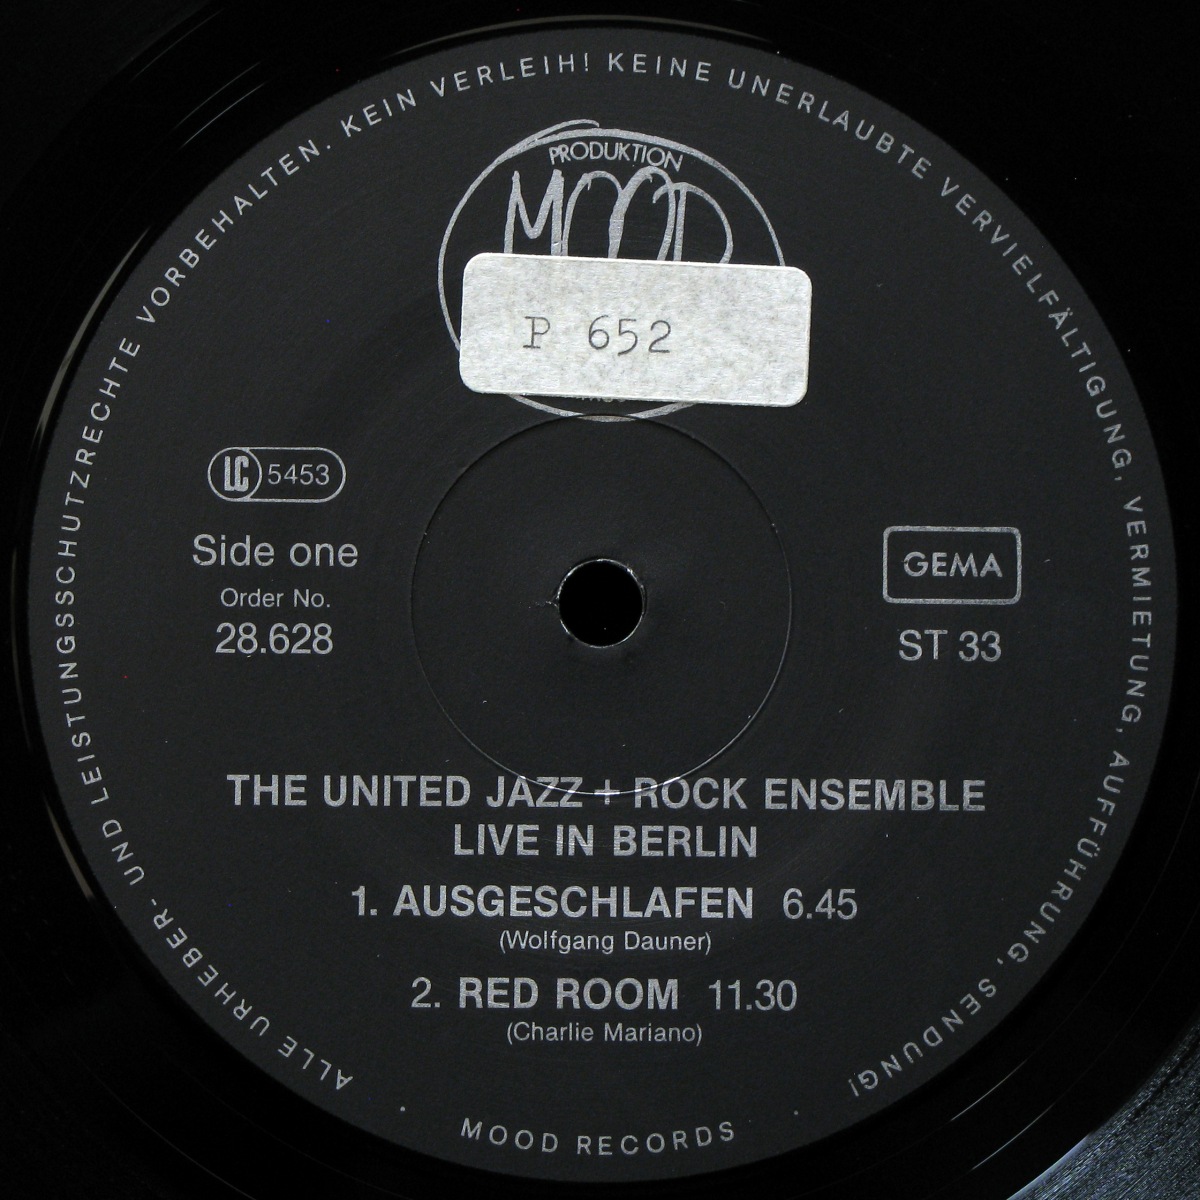 ALLE URHEBER- UND LEISTUNGSSCHUTZRECHTE VORBEHALTEN. KEIN VERLEIH! KEINE UNERLAUBTE VERVIELFÄLTIGUNG, VERMIETUNG, AUFFÜHRUNG, SENDUNG!
PRODUKTION
MOOD
P 652
LC 5453
Side one
Order No.
28.628
GEMA
ST 33
THE UNITED JAZZ + ROCK ENSEMBLE
LIVE IN BERLIN
1. AUSGESCHLAFEN 6.45
(Wolfgang Dauner)
2. RED ROOM 11.30
(Charlie Mariano)
· MOOD RECORDS ·